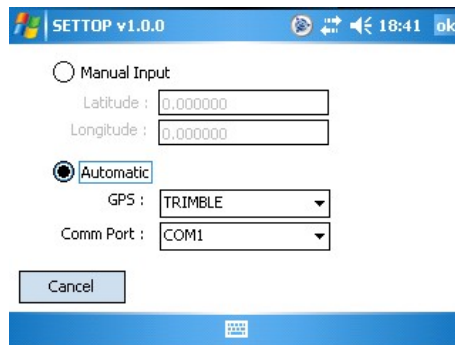 SETTOP v1.0.0 18:41 ok
Manual Input
Latitude : 0.000000
Longitude : 0.000000
Automatic
GPS : TRIMBLE
Comm Port : COM1
Cancel